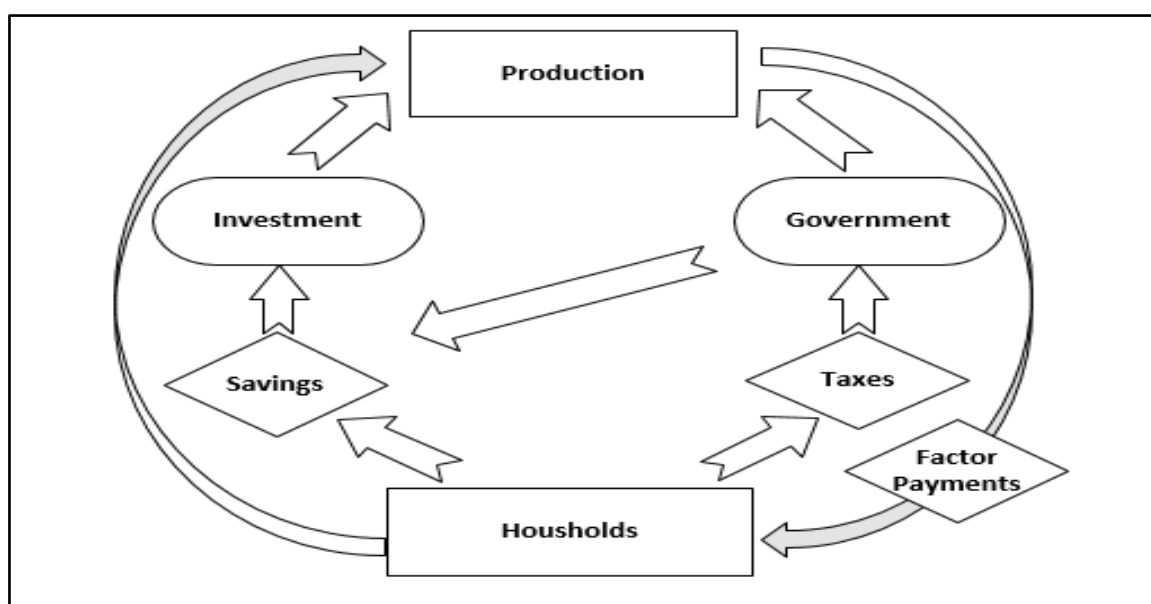 Production
Investment
Government
Savings
Taxes
Factor
Payments
Housholds